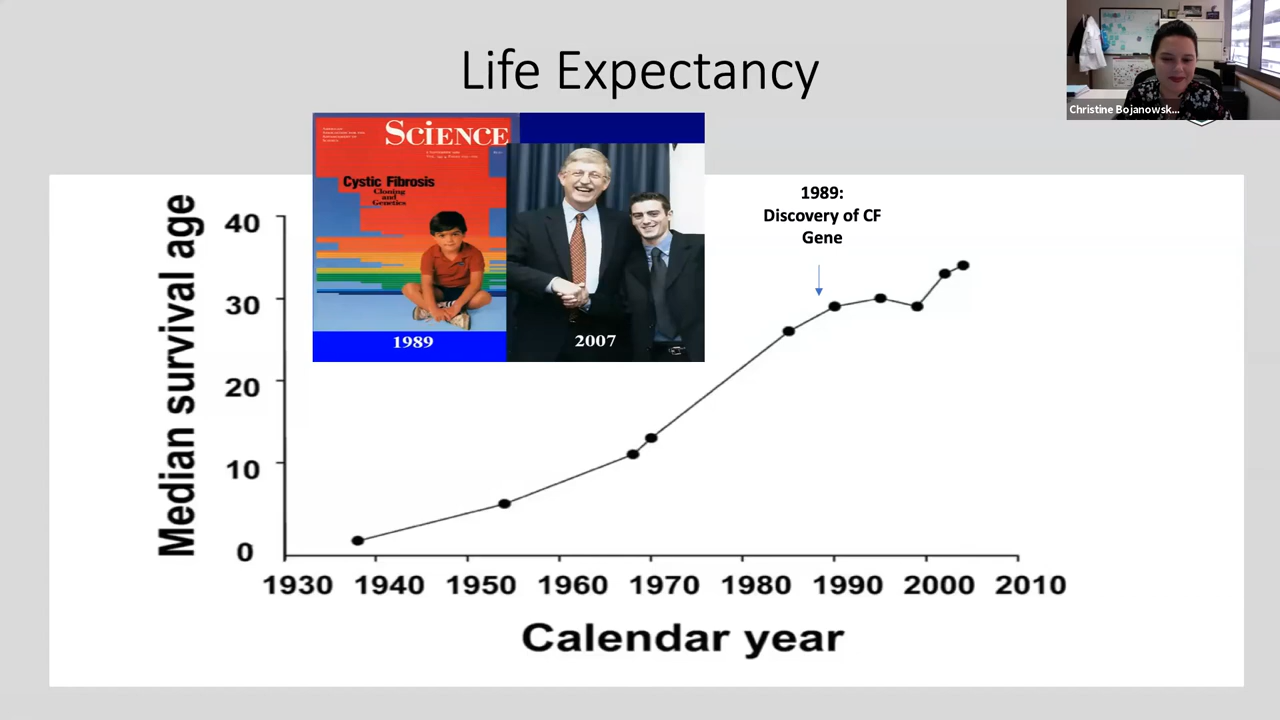 Life Expectancy
Christine Bojanowsk...
SCIENCE
Cystic Fibrosis
Cloning
and
Genetics
1989
2007
1989:
Discovery of CF
Gene
Median survival age
40
30
20
10
0
1930 1940 1950 1960 1970 1980 1990 2000 2010
Calendar year